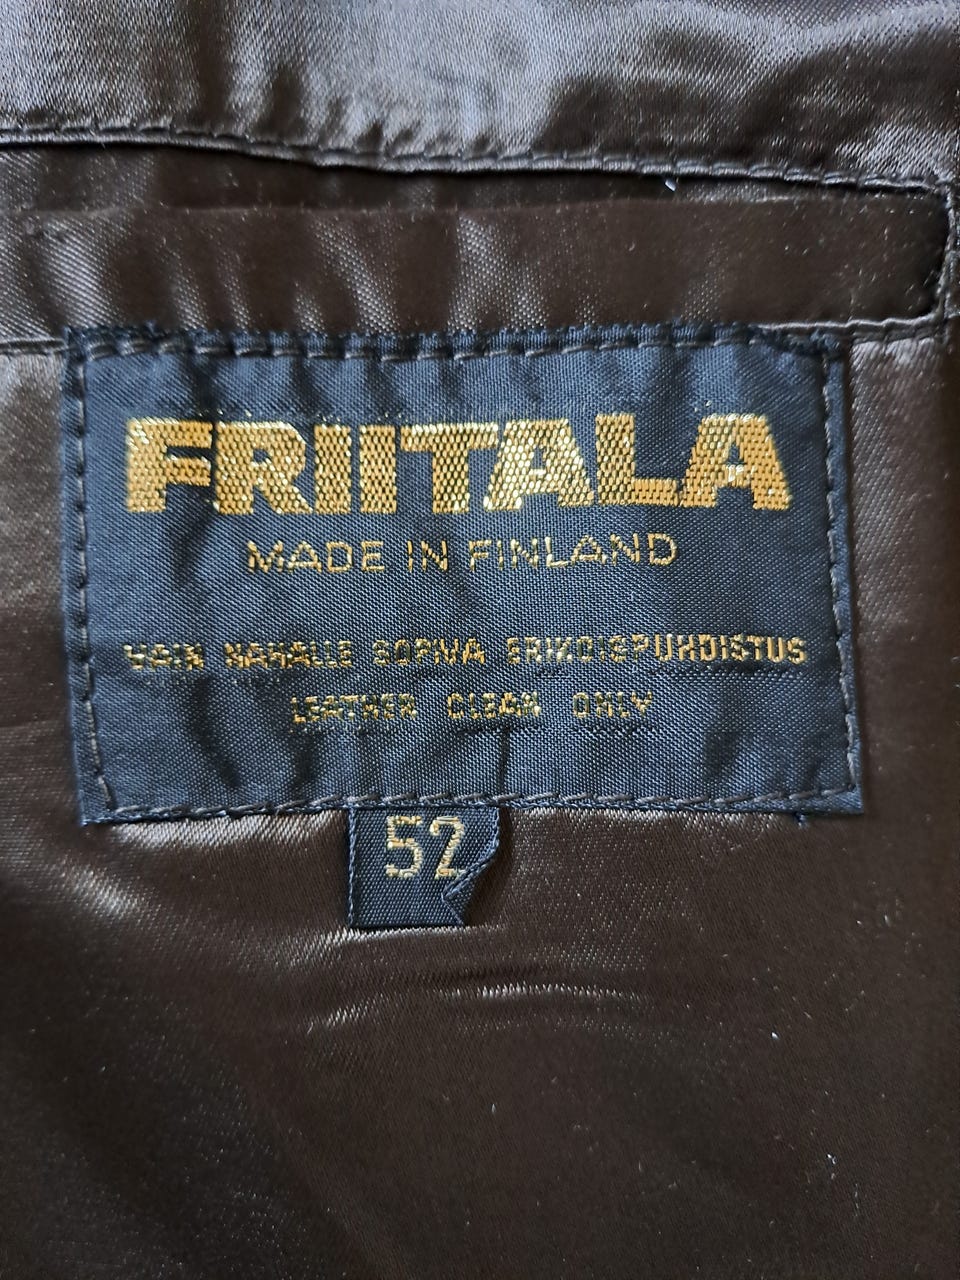 FRIITALA
MADE IN FINLAND
VAIN NAHALLE SOPIVA ERIKOISPUHDISTUS
LEATHER CLEAN ONLY
52